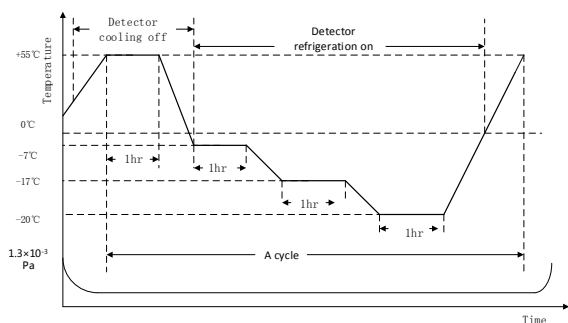 Detector
cooling off
Detector
refrigeration on
Temperature
+55℃
0℃
-7℃
-17℃
-20℃
1hr
1hr
1hr
1hr
1.3×10⁻³
Pa
A cycle
Time